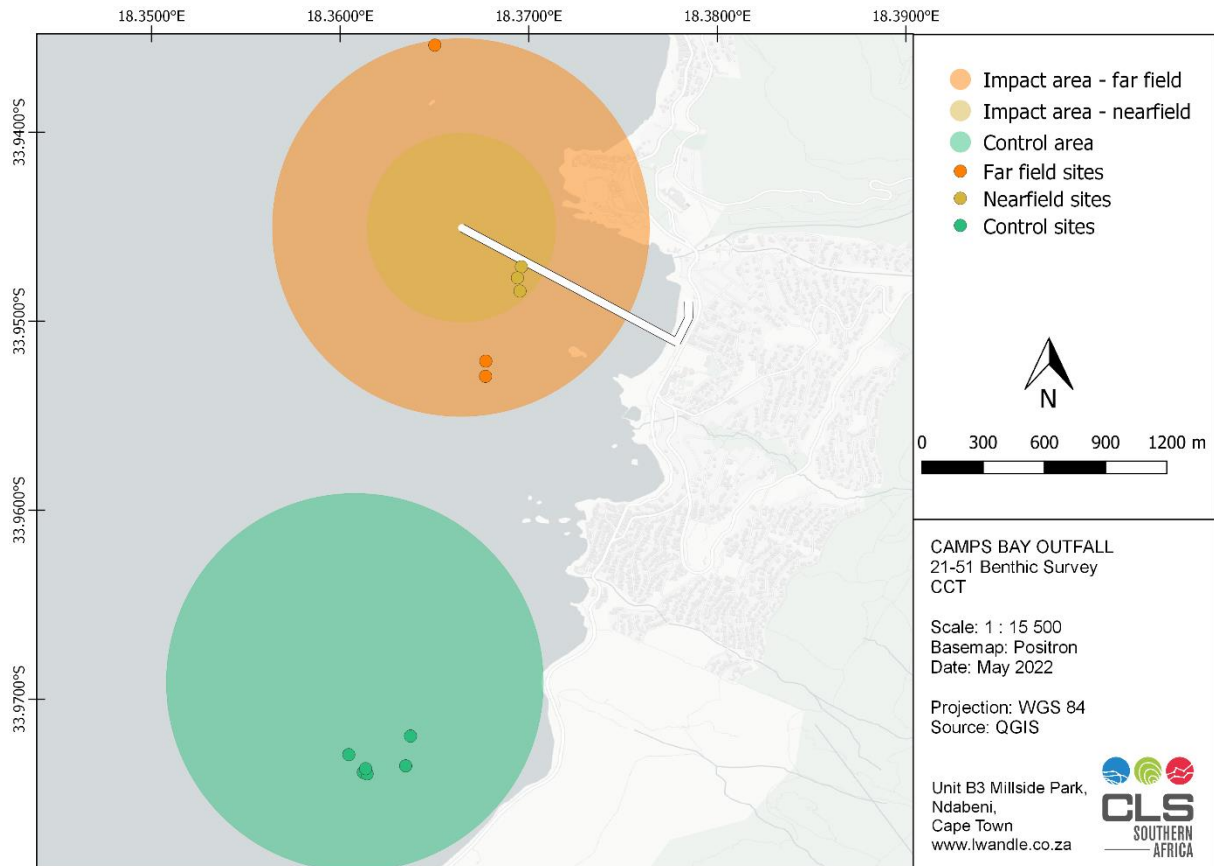 18.3500°E 18.3600°E 18.3700°E 18.3800°E 18.3900°E
33.9400°S
33.9500°S
33.9600°S
33.9700°S
Impact area - far field
Impact area - nearfield
Control area
Far field sites
Nearfield sites
Control sites
N
0 300 600 900 1200 m
CAMPS BAY OUTFALL
21-51 Benthic Survey
CCT
Scale: 1 : 15 500
Basemap: Positron
Date: May 2022
Projection: WGS 84
Source: QGIS
Unit B3 Millside Park,
Ndabeni,
Cape Town
www.lwandle.co.za
CLS
SOUTHERN
AFRICA